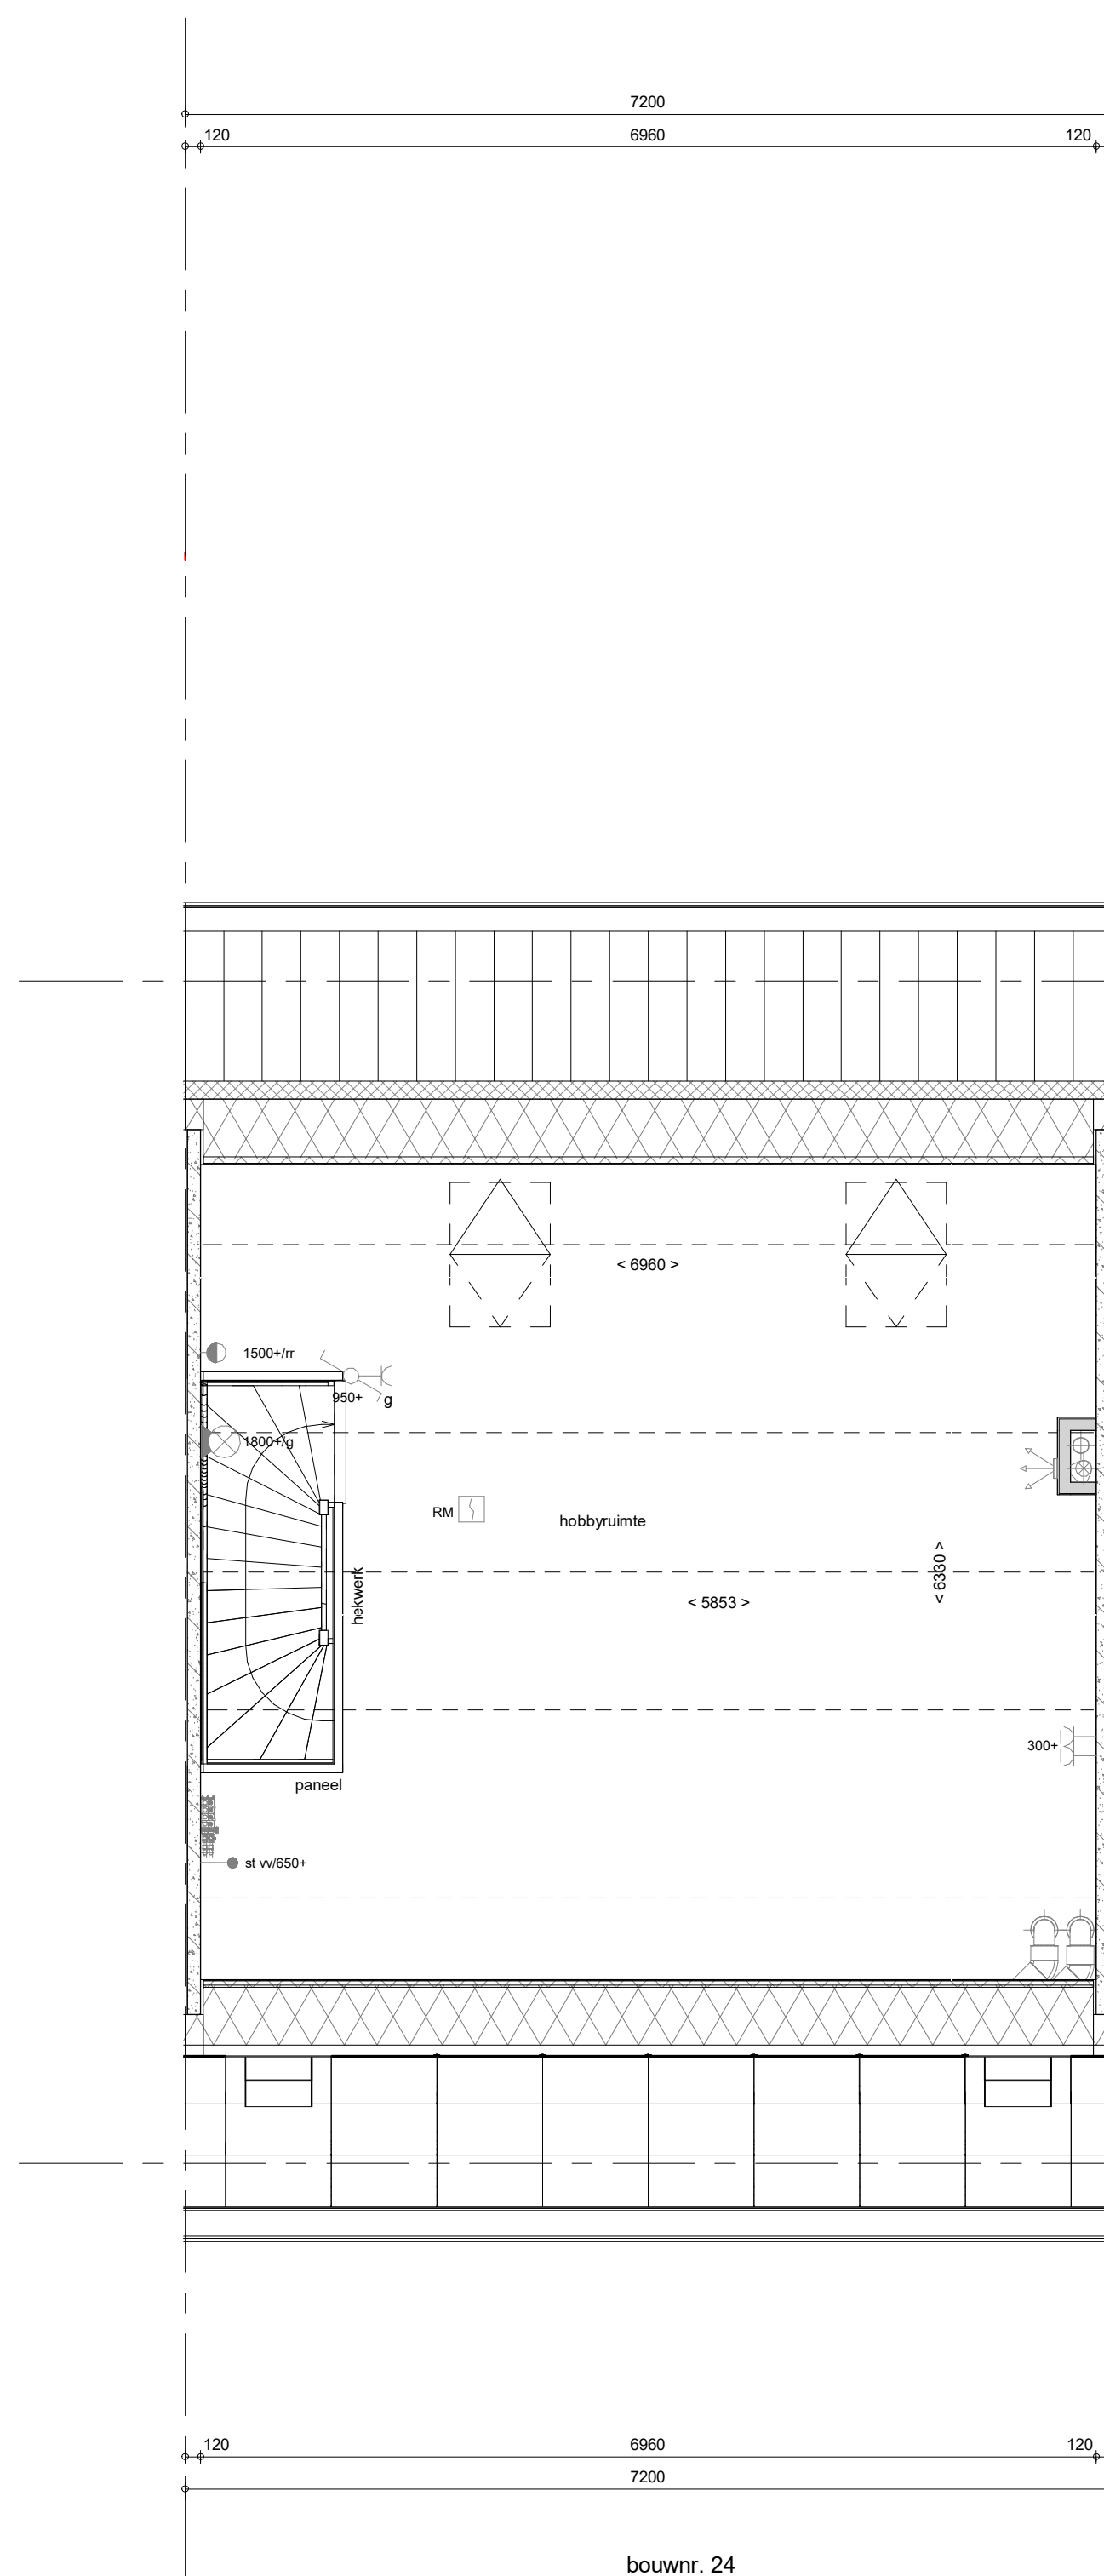 7200
120 6960 120
< 6960 >
1500+/rr
950+ g
1800+/g
RM
hobbyruimte
< 6330 >
hekwerk
< 5853 >
300+
paneel
st vv/650+
120 6960 120
7200
bouwnr. 24